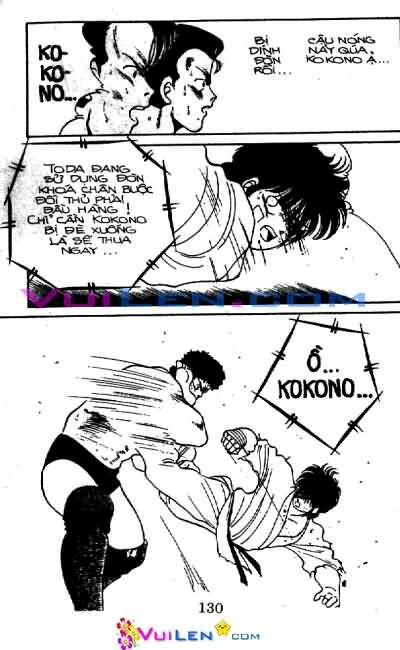 KO-
KO-
NO...
BỊ
DÍNH
ĐÒN
RỒI...
CẬU NÓNG
NẢY QUÁ,
KOKONO Ạ...
TODA ĐANG
SỬ DỤNG ĐÒN
KHOÁ CHÂN BUỘC
ĐỐI THỦ PHẢI
ĐẦU HÀNG!
CHỈ CẦN KOKONO
BỊ ĐÈ XUỐNG
LÀ SẼ THUA
NGAY...
VUILEN.COM
Ồ...
KOKONO...
130
VUILEN.COM